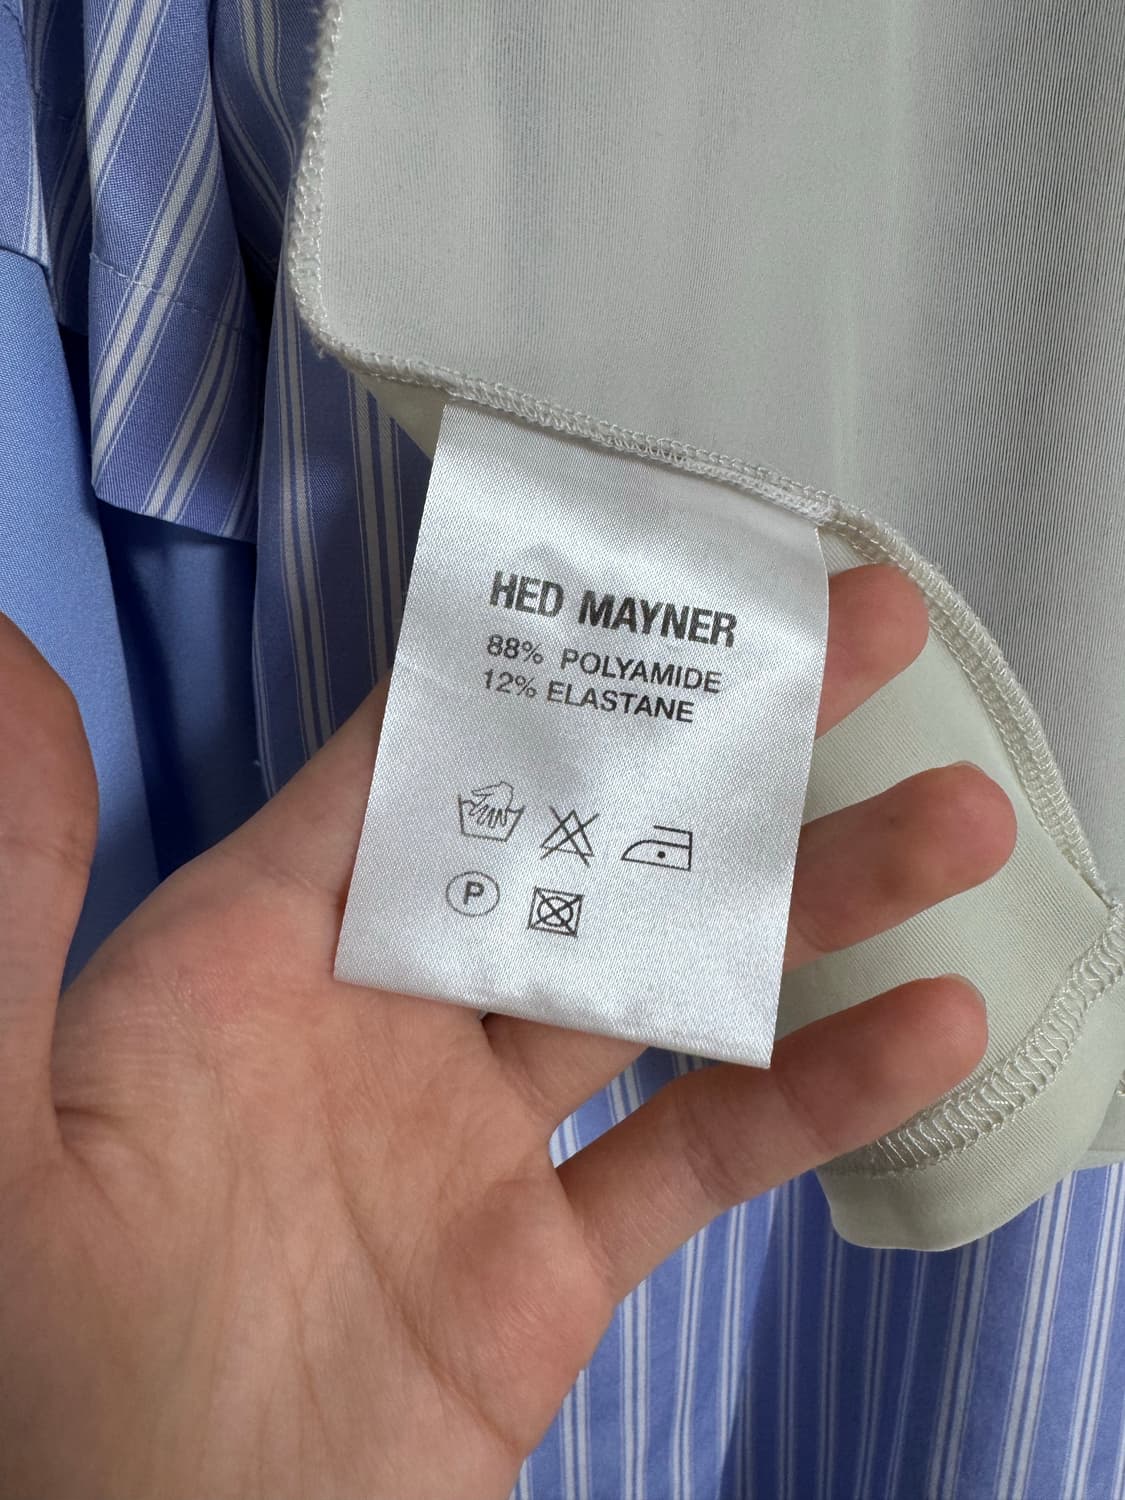 HED MAYNER
88% POLYAMIDE
12% ELASTANE
P